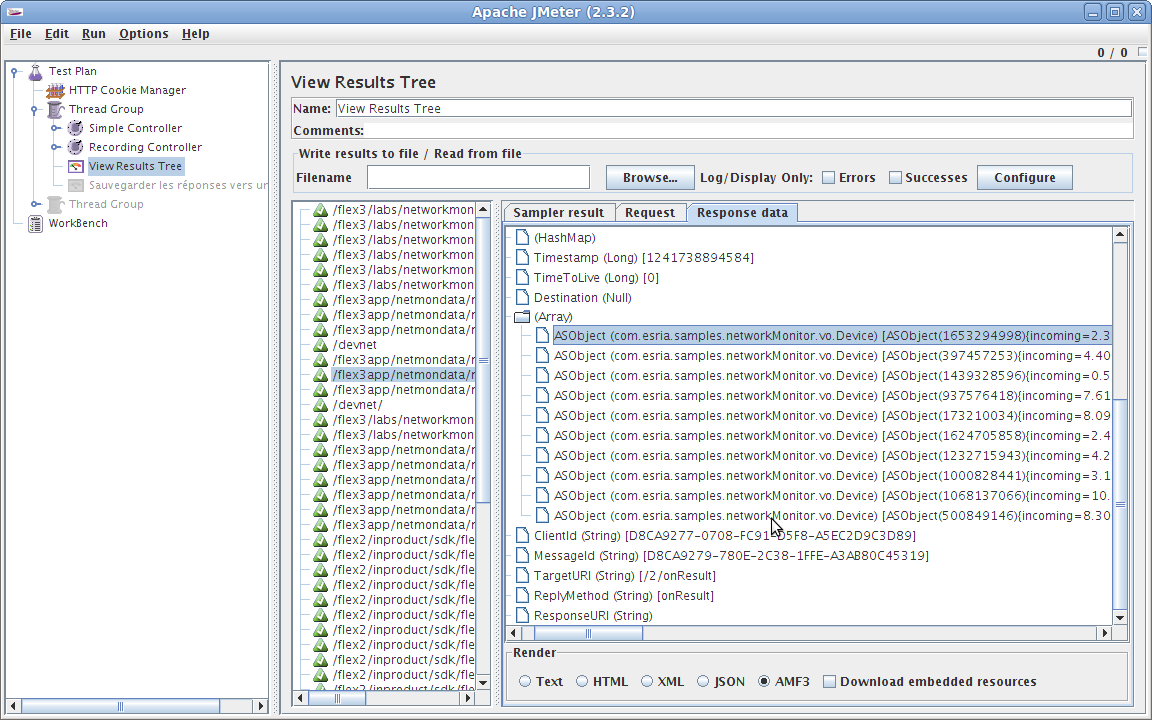 Apache JMeter (2.3.2)
File Edit Run Options Help
0 / 0
Test Plan
HTTP Cookie Manager
Thread Group
Simple Controller
Recording Controller
View Results Tree
Sauvegarder les réponses vers un
Thread Group
WorkBench
View Results Tree
Name: View Results Tree
Comments:
Write results to file / Read from file
Filename Browse... Log/Display Only: Errors Successes Configure
/flex3/labs/networkmon
/flex3/labs/networkmon
/flex3/labs/networkmon
/flex3/labs/networkmon
/flex3/labs/networkmon
/flex3/labs/networkmon
/flex3app/netmondata/r
/flex3app/netmondata/r
/flex3app/netmondata/r
/devnet
/flex3app/netmondata/r
/flex3app/netmondata/r
/flex3app/netmondata/r
/devnet/
/flex3/labs/networkmon
/flex3/labs/networkmon
/flex3app/netmondata/r
/flex3app/netmondata/r
/flex3app/netmondata/r
/flex3app/netmondata/r
/flex3app/netmondata/r
/flex3app/netmondata/r
/flex2/inproduct/sdk/fle
/flex2/inproduct/sdk/fle
/flex2/inproduct/sdk/fle
/flex2/inproduct/sdk/fle
/flex2/inproduct/sdk/fle
/flex2/inproduct/sdk/fle
/flex2/inproduct/sdk/fle
/flex2/inproduct/sdk/fle
/flex2/inproduct/sdk/fle
/flex2/inproduct/sdk/fle
/flex2/inproduct/sdk/fle
Sampler result Request Response data
(HashMap)
Timestamp (Long) [1241738894584]
TimeToLive (Long) [0]
Destination (Null)
(Array)
ASObject (com.esria.samples.networkMonitor.vo.Device) [ASObject(1653294998){incoming=2.3
ASObject (com.esria.samples.networkMonitor.vo.Device) [ASObject(397457253){incoming=4.40
ASObject (com.esria.samples.networkMonitor.vo.Device) [ASObject(1439328596){incoming=0.5
ASObject (com.esria.samples.networkMonitor.vo.Device) [ASObject(937576418){incoming=7.61
ASObject (com.esria.samples.networkMonitor.vo.Device) [ASObject(173210034){incoming=8.09
ASObject (com.esria.samples.networkMonitor.vo.Device) [ASObject(1624705858){incoming=2.4
ASObject (com.esria.samples.networkMonitor.vo.Device) [ASObject(1232715943){incoming=4.2
ASObject (com.esria.samples.networkMonitor.vo.Device) [ASObject(1000828441){incoming=3.1
ASObject (com.esria.samples.networkMonitor.vo.Device) [ASObject(1068137066){incoming=10.
ASObject (com.esria.samples.networkMonitor.vo.Device) [ASObject(500849146){incoming=8.30
ClientId (String)
MessageId (String) [D8CA9279-780E-2C38-1FFE-A3AB80C45319]
TargetURI (String) [/2/onResult]
ReplyMethod (String) [onResult]
ResponseURI (String)
Render
Text HTML XML JSON AMF3 Download embedded resources